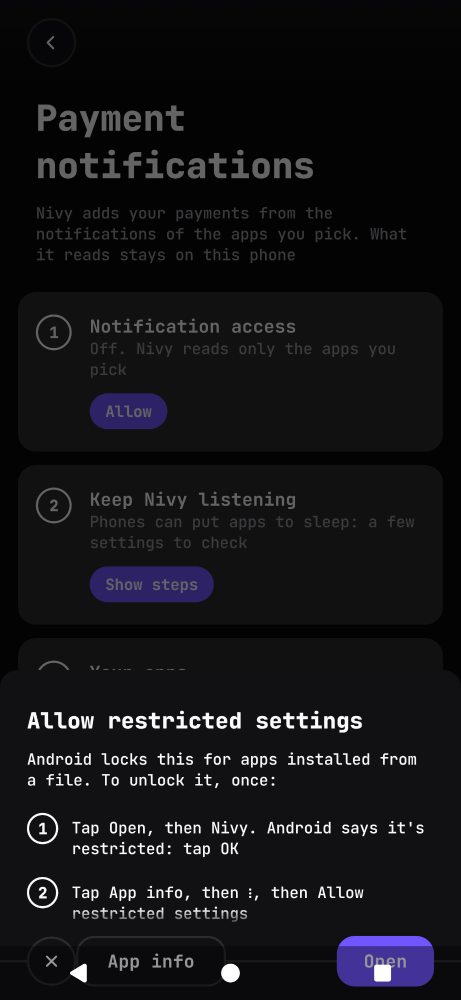 Payment
notifications
Nivy adds your payments from the
notifications of the apps you pick. What
it reads stays on this phone
1
Notification access
Off. Nivy reads only the apps you
pick
Allow
2
Keep Nivy listening
Phones can put apps to sleep: a few
settings to check
Show steps
Your apps
Allow restricted settings
Android locks this for apps installed from
a file. To unlock it, once:
1
Tap Open, then Nivy. Android says it's
restricted: tap OK
2
Tap App info, then ⋮, then Allow
restricted settings
App info
Open